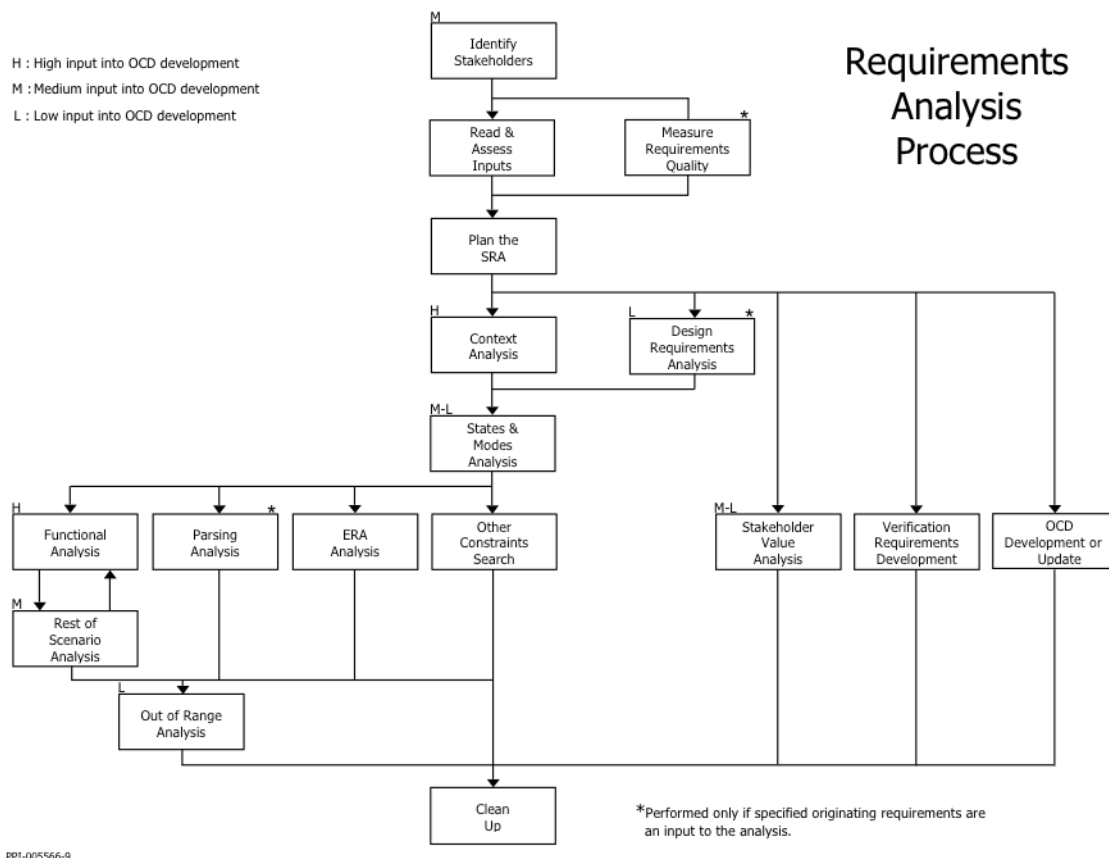 M
Identify
Stakeholders
H : High input into OCD development
M : Medium input into OCD development
L : Low input into OCD development
Requirements
Analysis
Process
Read &
Assess
Inputs
*
Measure
Requirements
Quality
Plan the
SRA
H
Context
Analysis
L
*
Design
Requirements
Analysis
M-L
States &
Modes
Analysis
H
Functional
Analysis
*
Parsing
Analysis
ERA
Analysis
Other
Constraints
Search
M-L
Stakeholder
Value
Analysis
Verification
Requirements
Development
OCD
Development or
Update
M
Rest of
Scenario
Analysis
L
Out of Range
Analysis
Clean
Up
*Performed only if specified originating requirements are
an input to the analysis.
PPI-005566-9